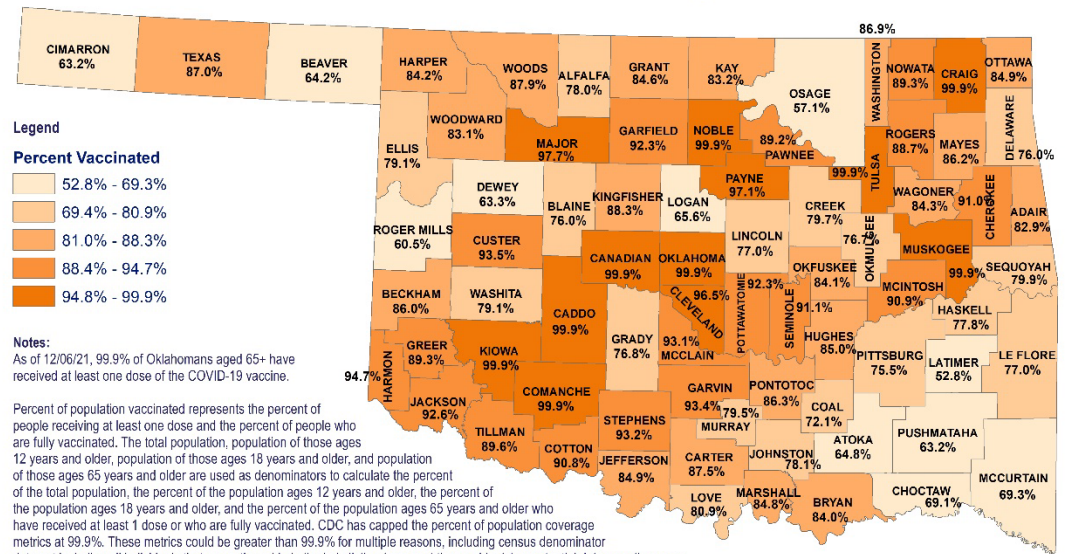 86.9%
CIMARRON
63.2%
TEXAS
87.0%
BEAVER
64.2%
HARPER
84.2%
WOODS
87.9%
ALFALFA
78.0%
GRANT
84.6%
KAY
83.2%
OSAGE
57.1%
WASHINGTON
NOWATA
89.3%
CRAIG
99.9%
OTTAWA
84.9%
WOODWARD
83.1%
MAJOR
97.7%
GARFIELD
92.3%
NOBLE
99.9%
89.2%
PAWNEE
99.9%
TULSA
ROGERS
88.7%
MAYES
86.2%
DELAWARE
76.0%
Legend
Percent Vaccinated
52.8% - 69.3%
69.4% - 80.9%
81.0% - 88.3%
88.4% - 94.7%
94.8% - 99.9%
ELLIS
79.1%
DEWEY
63.3%
BLAINE
76.0%
KINGFISHER
88.3%
LOGAN
65.6%
PAYNE
97.1%
CREEK
79.7%
WAGONER
84.3%
91.0%
CHEROKEE
ADAIR
82.9%
ROGER MILLS
60.5%
CUSTER
93.5%
CANADIAN
99.9%
OKLAHOMA
99.9%
LINCOLN
77.0%
76.7%
OKMULGEE
MUSKOGEE
99.9%
SEQUOYAH
79.9%
BECKHAM
86.0%
WASHITA
79.1%
CADDO
99.9%
GRADY
76.8%
CLEVELAND
96.5%
POTTAWATOMIE
92.3%
SEMINOLE
91.1%
OKFUSKEE
84.1%
MCINTOSH
90.9%
HASKELL
77.8%
93.1%
MCCLAIN
HUGHES
85.0%
PITTSBURG
75.5%
LATIMER
52.8%
LE FLORE
77.0%
94.7%
HARMON
GREER
89.3%
KIOWA
99.9%
JACKSON
92.6%
COMANCHE
99.9%
TILLMAN
89.6%
COTTON
90.8%
STEPHENS
93.2%
JEFFERSON
84.9%
GARVIN
93.4%
79.5%
MURRAY
PONTOTOC
86.3%
COAL
72.1%
ATOKA
64.8%
PUSHMATAHA
63.2%
CARTER
87.5%
JOHNSTON
78.1%
LOVE
80.9%
MARSHALL
84.8%
BRYAN
84.0%
CHOCTAW
69.1%
MCCURTAIN
69.3%
Notes:
As of 12/06/21, 99.9% of Oklahomans aged 65+ have
received at least one dose of the COVID-19 vaccine.
Percent of population vaccinated represents the percent of
people receiving at least one dose and the percent of people who
are fully vaccinated. The total population, population of those ages
12 years and older, population of those ages 18 years and older, and population
of those ages 65 years and older are used as denominators to calculate the percent
of the total population, the percent of the population ages 12 years and older, the percent of
the population ages 18 years and older, and the percent of the population ages 65 years and older who
have received at least 1 dose or who are fully vaccinated. CDC has capped the percent of population coverage
metrics at 99.9%. These metrics could be greater than 99.9% for multiple reasons, including census denominator